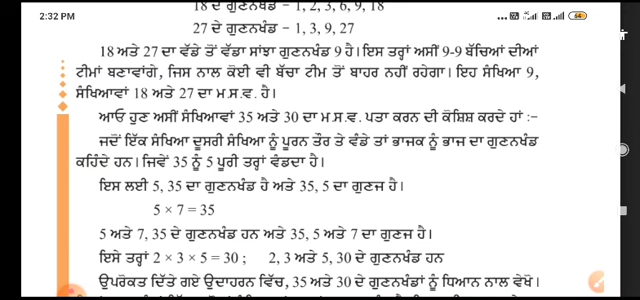 2:32 PM
64
18 ਦੇ ਗੁਣਨਖੰਡ – 1, 2, 3, 6, 9, 18
27 ਦੇ ਗੁਣਨਖੰਡ – 1, 3, 9, 27
18 ਅਤੇ 27 ਦਾ ਵੱਡੇ ਤੋਂ ਵੱਡਾ ਸਾਂਝਾ ਗੁਣਨਖੰਡ 9 ਹੈ। ਇਸ ਤਰ੍ਹਾਂ ਅਸੀਂ 9-9 ਬੱਚਿਆਂ ਦੀਆਂ
ਟੀਮਾਂ ਬਣਾਵਾਂਗੇ, ਜਿਸ ਨਾਲ ਕੋਈ ਵੀ ਬੱਚਾ ਟੀਮ ਤੋਂ ਬਾਹਰ ਨਹੀਂ ਰਹੇਗਾ। ਇਹ ਸੰਖਿਆ 9,
ਸੰਖਿਆਵਾਂ 18 ਅਤੇ 27 ਦਾ ਮ.ਸ.ਵ. ਹੈ।
ਆਓ ਹੁਣ ਅਸੀਂ ਸੰਖਿਆਵਾਂ 35 ਅਤੇ 30 ਦਾ ਮ.ਸ.ਵ. ਪਤਾ ਕਰਨ ਦੀ ਕੋਸ਼ਿਸ਼ ਕਰਦੇ ਹਾਂ :–
ਜਦੋਂ ਇੱਕ ਸੰਖਿਆ ਦੂਸਰੀ ਸੰਖਿਆ ਨੂੰ ਪੂਰਨ ਤੌਰ ਤੇ ਵੰਡੇ ਤਾਂ ਭਾਜਕ ਨੂੰ ਭਾਜ ਦਾ ਗੁਣਨਖੰਡ
ਕਹਿੰਦੇ ਹਨ। ਜਿਵੇਂ 35 ਨੂੰ 5 ਪੂਰੀ ਤਰ੍ਹਾਂ ਵੰਡਦਾ ਹੈ।
ਇਸ ਲਈ 5, 35 ਦਾ ਗੁਣਨਖੰਡ ਹੈ ਅਤੇ 35, 5 ਦਾ ਗੁਣਜ ਹੈ।
5 × 7 = 35
5 ਅਤੇ 7, 35 ਦੇ ਗੁਣਨਖੰਡ ਹਨ ਅਤੇ 35, 5 ਅਤੇ 7 ਦਾ ਗੁਣਜ ਹੈ।
ਇਸੇ ਤਰ੍ਹਾਂ 2 × 3 × 5 = 30 ; 2, 3 ਅਤੇ 5, 30 ਦੇ ਗੁਣਨਖੰਡ ਹਨ
ਉਪਰੋਕਤ ਦਿੱਤੇ ਗਏ ਉਦਾਹਰਨ ਵਿੱਚ, 35 ਅਤੇ 30 ਦੇ ਗੁਣਨਖੰਡਾਂ ਨੂੰ ਧਿਆਨ ਨਾਲ ਵੇਖੋ।